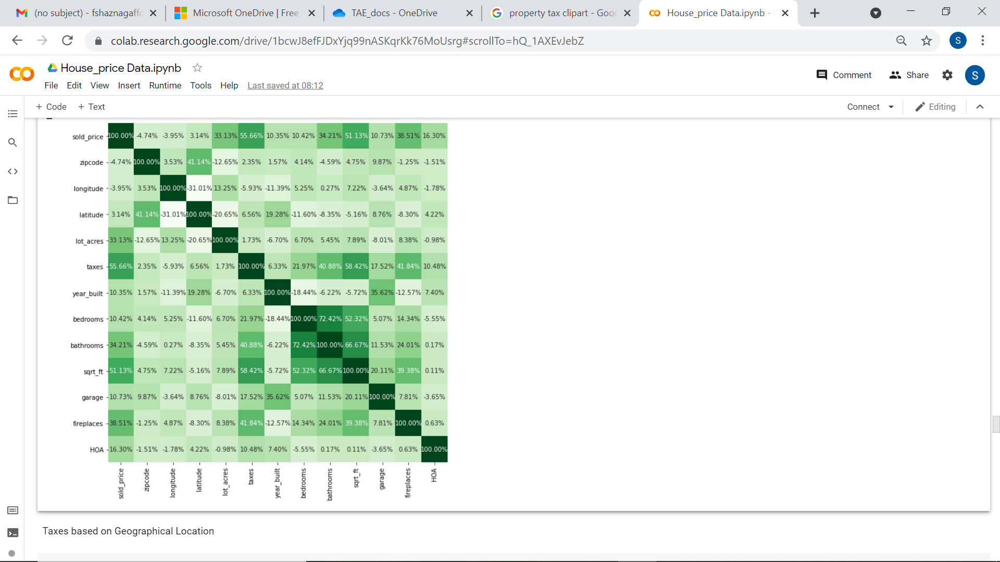 (no subject) - fshaznagaffo
Microsoft OneDrive | Free
TAE_docs - OneDrive
property tax clipart - Goog
House_price Data.ipynb -
colab.research.google.com/drive/1bcwJ8efFJDxYjq99nASKqrKk76MoUsrg#scrollTo=hQ_1AXEvJebZ
S
House_price Data.ipynb
Comment
Share
S
File Edit View Insert Runtime Tools Help Last saved at 08:12
+ Code + Text
Connect
Editing
sold_price 100.00% -4.74% -3.95% 3.14% 33.13% 55.66% 10.35% 10.42% 34.21% 51.13% 10.73% 38.51% 16.30%
zipcode -4.74% 100.00% 3.53% 41.14% -12.65% 2.35% 1.57% 4.14% -4.59% 4.75% 9.87% -1.25% -1.51%
longitude -3.95% 3.53% 100.00% -31.01% 13.25% -5.93% -11.39% 5.25% 0.27% 7.22% -3.64% 4.87% -1.78%
latitude 3.14% 41.14% -31.01% 100.00% -20.65% 6.56% 19.28% -11.60% -8.35% -5.16% 8.76% -8.30% 4.22%
lot_acres 33.13% -12.65% 13.25% -20.65% 100.00% 1.73% -6.70% 6.70% 5.45% 7.89% -8.01% 8.38% -0.98%
taxes 55.66% 2.35% -5.93% 6.56% 1.73% 100.00% 6.33% 21.97% 40.88% 58.42% 17.52% 41.84% 10.48%
year_built 10.35% 1.57% -11.39% 19.28% -6.70% 6.33% 100.00% -18.44% -6.22% -5.72% 35.62% -12.57% 7.40%
bedrooms 10.42% 4.14% 5.25% -11.60% 6.70% 21.97% -18.44% 100.00% 72.42% 52.32% 5.07% 14.34% -5.55%
bathrooms 34.21% -4.59% 0.27% -8.35% 5.45% 40.88% -6.22% 72.42% 100.00% 66.67% 11.53% 24.01% 0.17%
sqrt_ft 51.13% 4.75% 7.22% -5.16% 7.89% 58.42% -5.72% 52.32% 66.67% 100.00% 20.11% 39.38% 0.11%
garage 10.73% 9.87% -3.64% 8.76% -8.01% 17.52% 35.62% 5.07% 11.53% 20.11% 100.00% 7.81% -3.65%
fireplaces 38.51% -1.25% 4.87% -8.30% 8.38% 41.84% -12.57% 14.34% 24.01% 39.38% 7.81% 100.00% 0.63%
HOA 16.30% -1.51% -1.78% 4.22% -0.98% 10.48% 7.40% -5.55% 0.17% 0.11% -3.65% 0.63% 100.00%
sold_price zipcode longitude latitude lot_acres taxes year_built bedrooms bathrooms sqrt_ft garage fireplaces HOA
Taxes based on Geographical Location